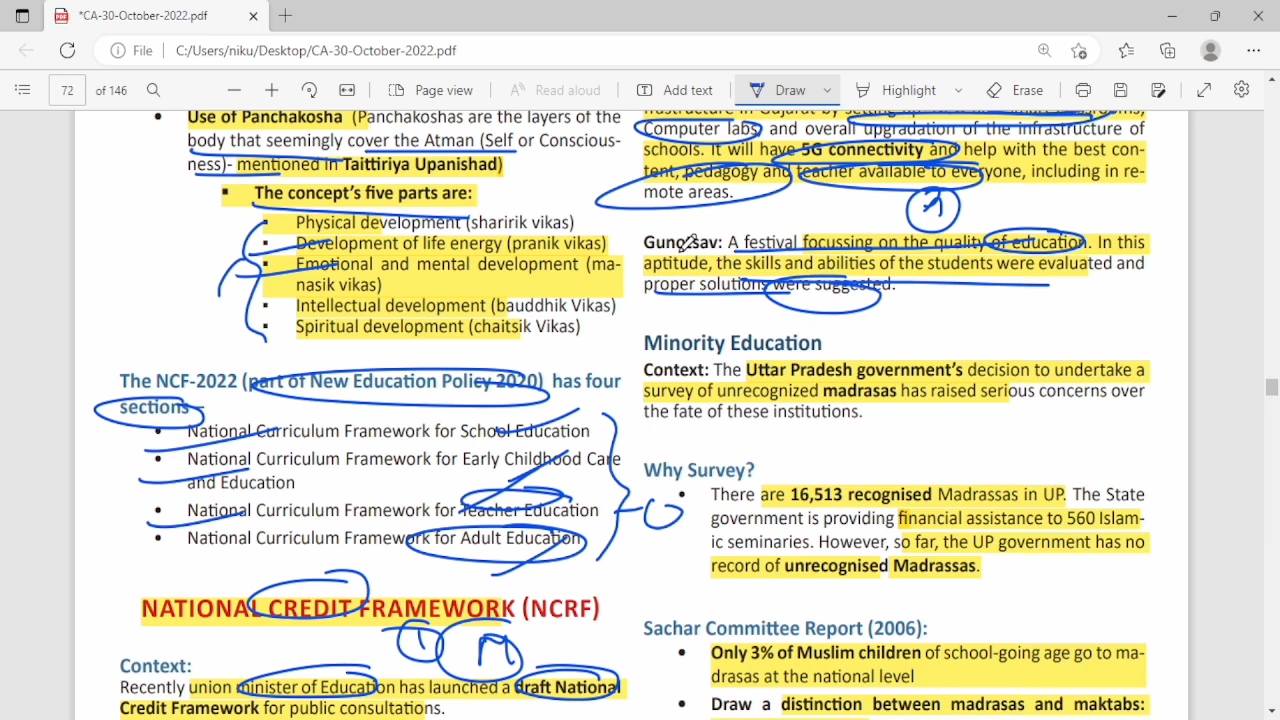 *CA-30-October-2022.pdf
File
C:/Users/niku/Desktop/CA-30-October-2022.pdf
72 of 146
Page view
Read aloud
Add text
Draw
Highlight
Erase
Use of Panchakosha (Panchakoshas are the layers of the
body that seemingly cover the Atman (Self or Conscious-
ness)- mentioned in Taittiriya Upanishad)
The concept's five parts are:
Physical development (sharirik vikas)
Development of life energy (pranik vikas)
Emotional and mental development (ma-
nasik vikas)
Intellectual development (bauddhik Vikas)
Spiritual development (chaitsik Vikas)
The NCF-2022 (part of New Education Policy 2020) has four
sections –
National Curriculum Framework for School Education
National Curriculum Framework for Early Childhood Care
and Education
National Curriculum Framework for Teacher Education
National Curriculum Framework for Adult Education
NATIONAL CREDIT FRAMEWORK (NCRF)
Context:
Recently union minister of Education has launched a draft National
Credit Framework for public consultations.
Computer labs, and overall upgradation of the infrastructure of
schools. It will have 5G connectivity and help with the best con-
tent, pedagogy and teacher available to everyone, including in re-
mote areas.
A festival focussing on the quality of education. In this
aptitude, the skills and abilities of the students were evaluated and
proper solutions were suggested.
Minority Education
Context: The Uttar Pradesh government's decision to undertake a
survey of unrecognized madrasas has raised serious concerns over
the fate of these institutions.
Why Survey?
There are 16,513 recognised Madrassas in UP. The State
government is providing financial assistance to 560 Islam-
ic seminaries. However, so far, the UP government has no
record of unrecognised Madrassas.
Sachar Committee Report (2006):
Only 3% of Muslim children of school-going age go to ma-
drasas at the national level
Draw a distinction between madrasas and maktabs: